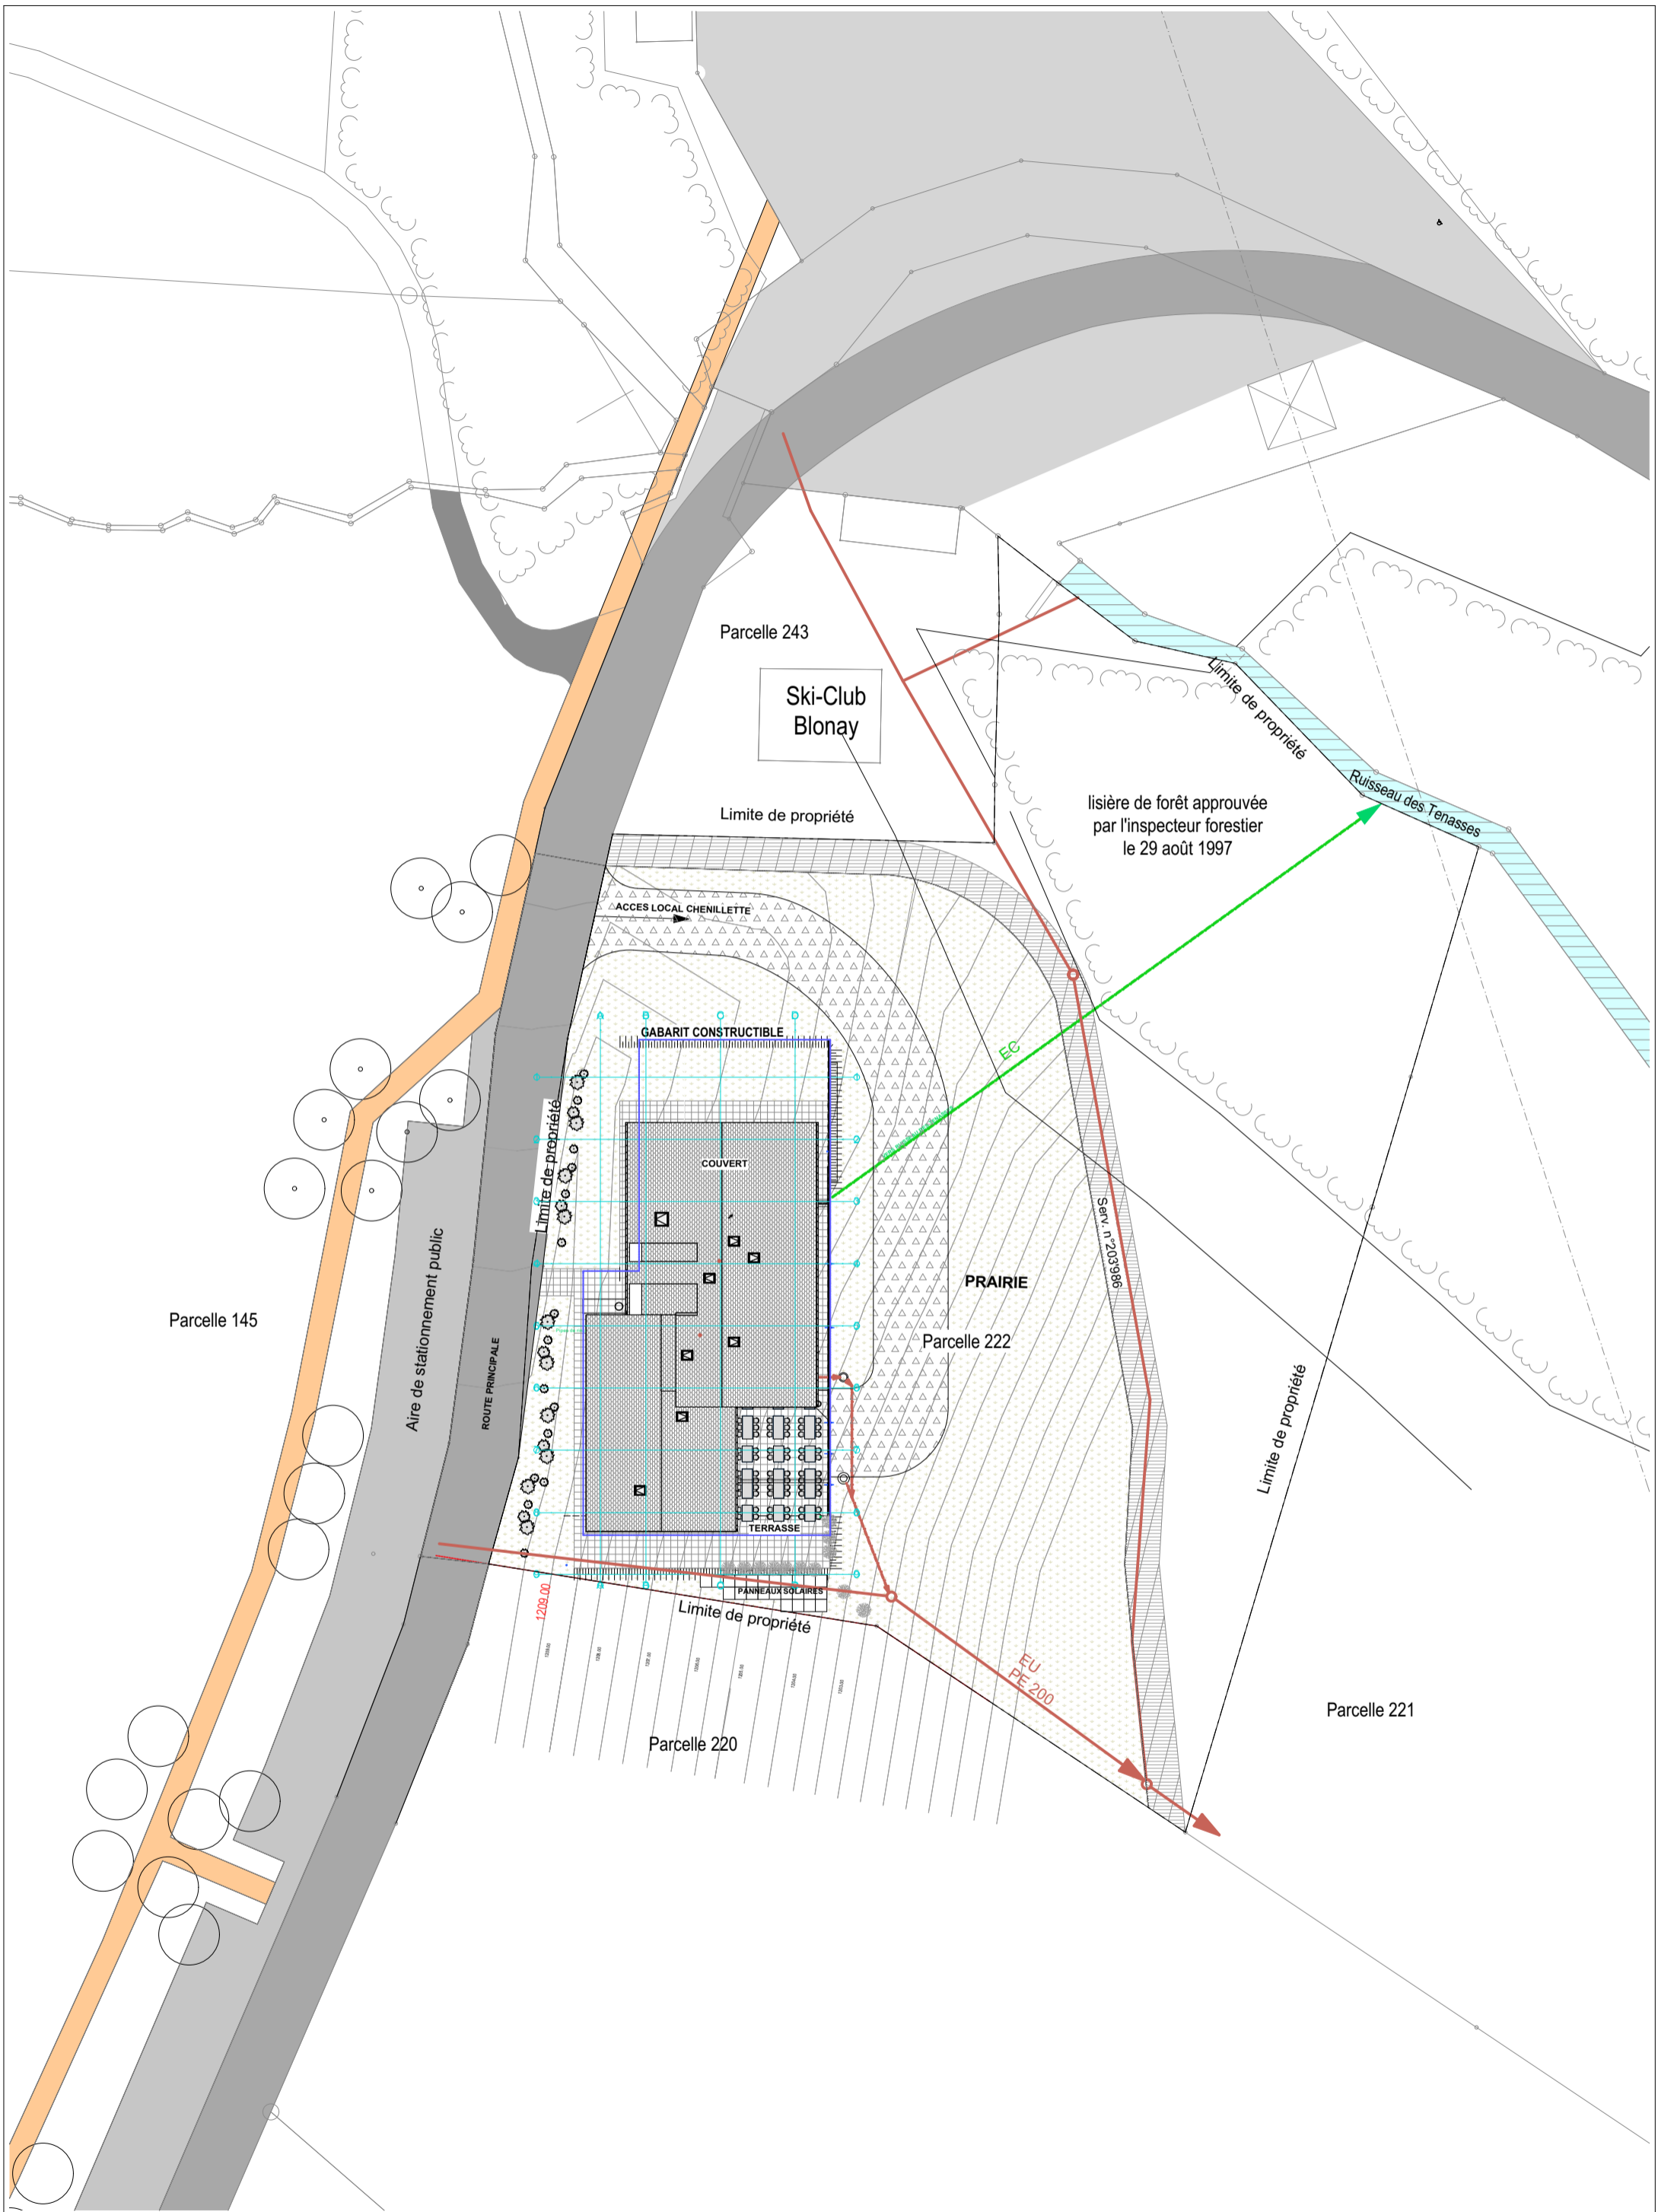 Parcelle 243
Ski-Club
Blonay
Limite de propriété
Limite de propriété
Ruisseau des Tenasses
lisière de forêt approuvée
par l'inspecteur forestier
le 29 août 1997
ACCES LOCAL CHENILLETTE
A B C D
GABARIT CONSTRUCTIBLE
EC
Limite de propriété
COUVERT
Serv. n°203'986
PRAIRIE
Parcelle 222
Parcelle 145
Aire de stationnement public
ROUTE PRINCIPALE
Limite de propriété
TERRASSE
PANNEAUX SOLAIRES
1209.00
Limite de propriété
EU
PE 200
Parcelle 220
Parcelle 221